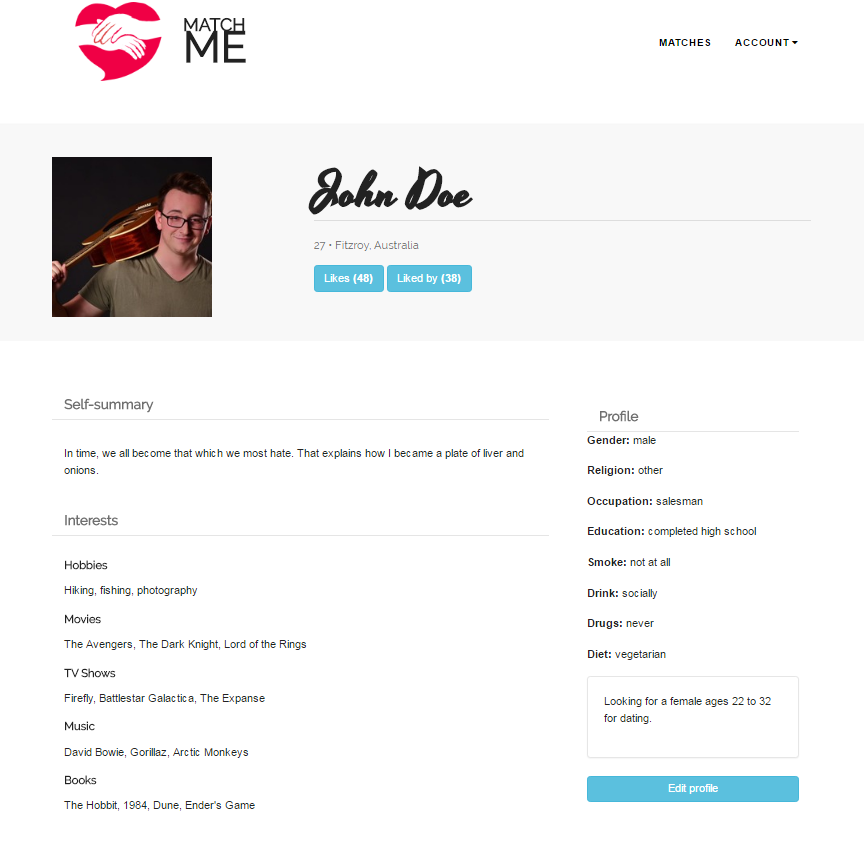 MATCH
ME
MATCHES ACCOUNT
John Doe
27 • Fitzroy, Australia
Likes (48) Liked by (38)
Self-summary
In time, we all become that which we most hate. That explains how I became a plate of liver and
onions.
Interests
Hobbies
Hiking, fishing, photography
Movies
The Avengers, The Dark Knight, Lord of the Rings
TV Shows
Firefly, Battlestar Galactica, The Expanse
Music
David Bowie, Gorillaz, Arctic Monkeys
Books
The Hobbit, 1984, Dune, Ender's Game
Profile
Gender: male
Religion: other
Occupation: salesman
Education: completed high school
Smoke: not at all
Drink: socially
Drugs: never
Diet: vegetarian
Looking for a female ages 22 to 32
for dating.
Edit profile